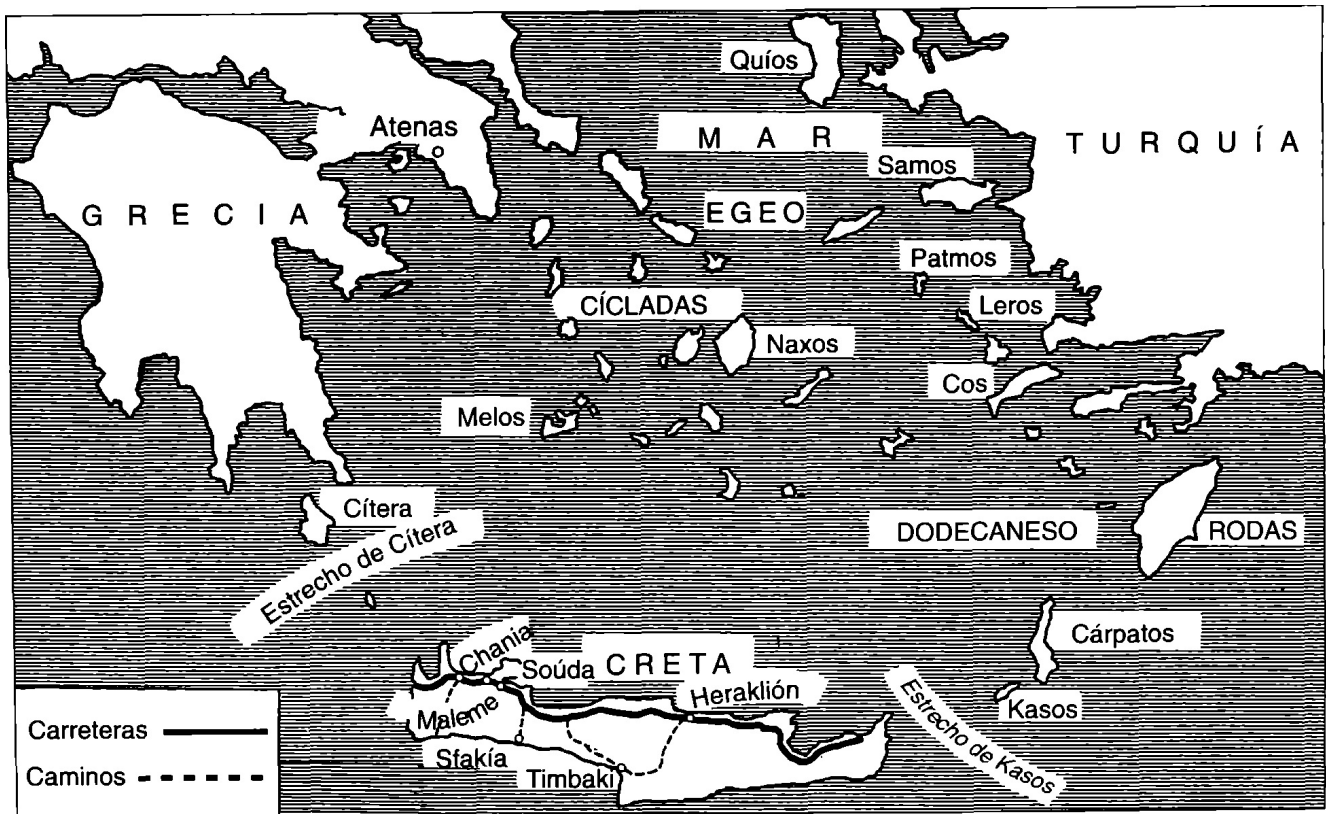 Quíos
Atenas
MAR
TURQUÍA
Samos
GRECIA
EGEO
Patmos
CÍCLADAS
Leros
Naxos
Cos
Melos
Cítera
Estrecho de Cítera
DODECANESO
RODAS
Chania
Soúda
CRETA
Cárpatos
Heraklión
Maleme
Estrecho de Kasos
Kasos
Sfakía
Timbaki
Carreteras
Caminos